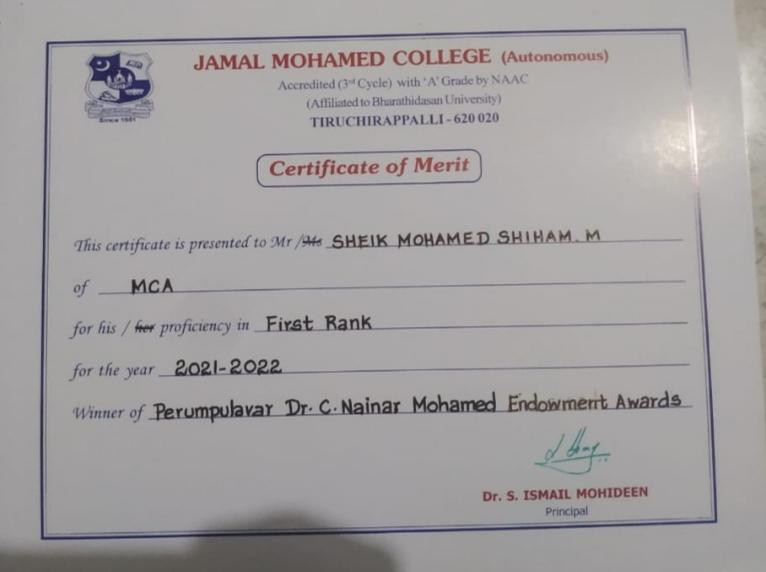 JAMAL MOHAMED COLLEGE (Autonomous)
Accredited (3rd Cycle) with 'A' Grade by NAAC
(Affiliated to Bharathidasan University)
TIRUCHIRAPPALLI - 620 020
Since 1951
Certificate of Merit
This certificate is presented to Mr / Ms SHEIK MOHAMED SHIHAM. M
of MCA
for his / her proficiency in First Rank
for the year 2021-2022
Winner of Perumpulavar Dr. C. Nainar Mohamed Endowment Awards
Dr. S. ISMAIL MOHIDEEN
Principal